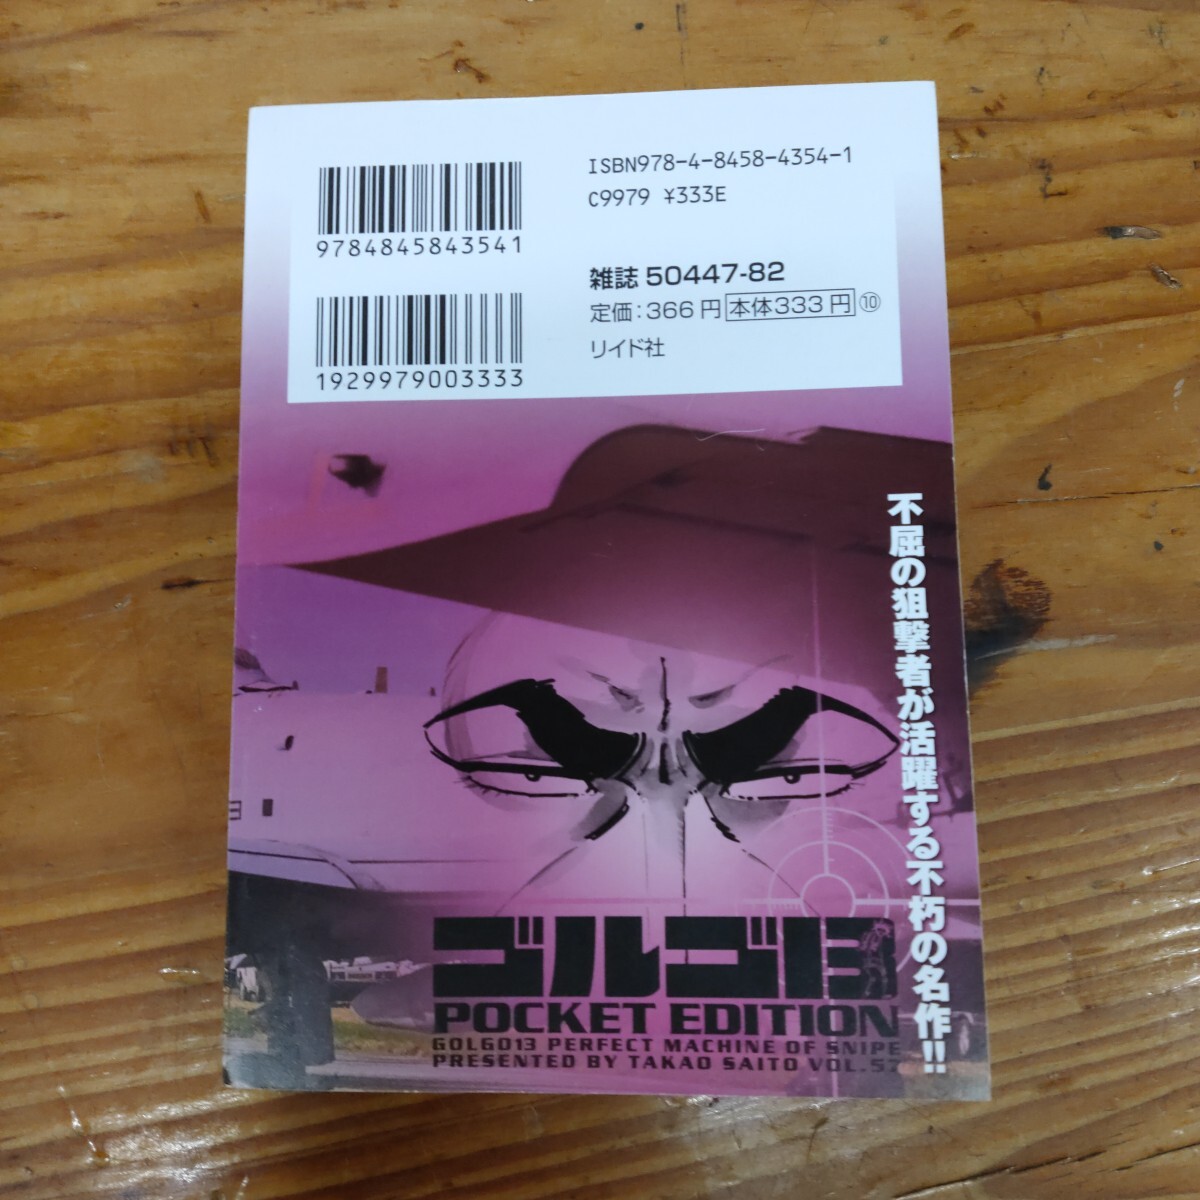 ISBN978-4-8458-4354-1
C9979 ¥333E
9784845843541
雑誌 50447-82
定価：366円 本体333円 ⑩
リイド社
1929979003333
不屈の狙撃者が活躍する不朽の名作!!
ゴルゴ13
POCKET EDITION
GOLGO13 PERFECT MACHINE OF SNIPE
PRESENTED BY TAKAO SAITO VOL.57